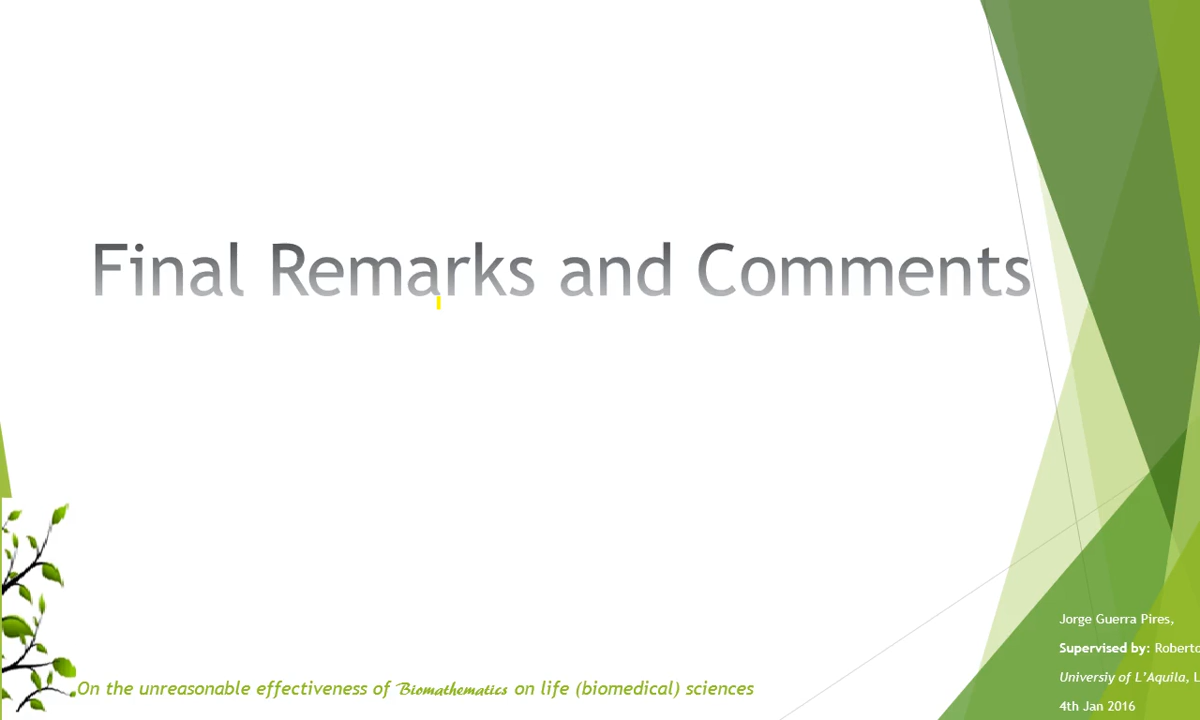 Final Remarks and Comments
Jorge Guerra Pires,
Supervised by: Roberto
Universiy of L'Aquila, L
4th Jan 2016
On the unreasonable effectiveness of Biomathematics on life (biomedical) sciences